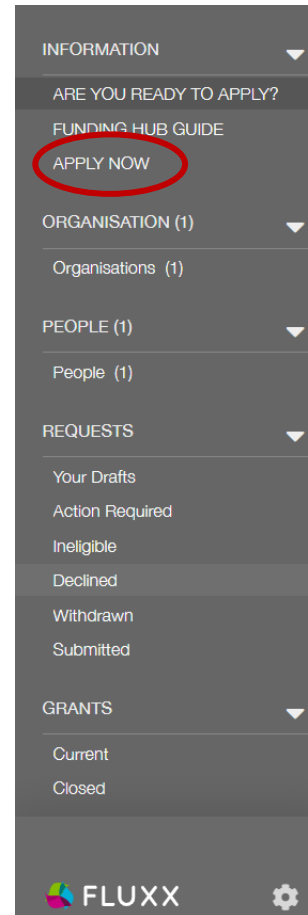 INFORMATION
ARE YOU READY TO APPLY?
FUNDING HUB GUIDE
APPLY NOW
ORGANISATION (1)
Organisations (1)
PEOPLE (1)
People (1)
REQUESTS
Your Drafts
Action Required
Ineligible
Declined
Withdrawn
Submitted
GRANTS
Current
Closed
FLUXX